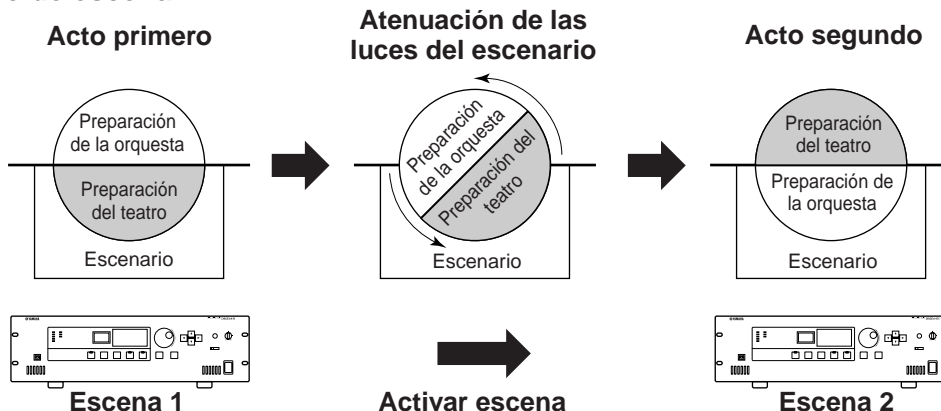 Acto primero
Atenuación de las
luces del escenario
Acto segundo
Preparación
de la orquesta
Preparación
del teatro
Escenario
Preparación
de la orquesta
Preparación del
teatro
Escenario
Preparación
del teatro
Preparación de
la orquesta
Escenario
Escena 1
Activar escena
Escena 2